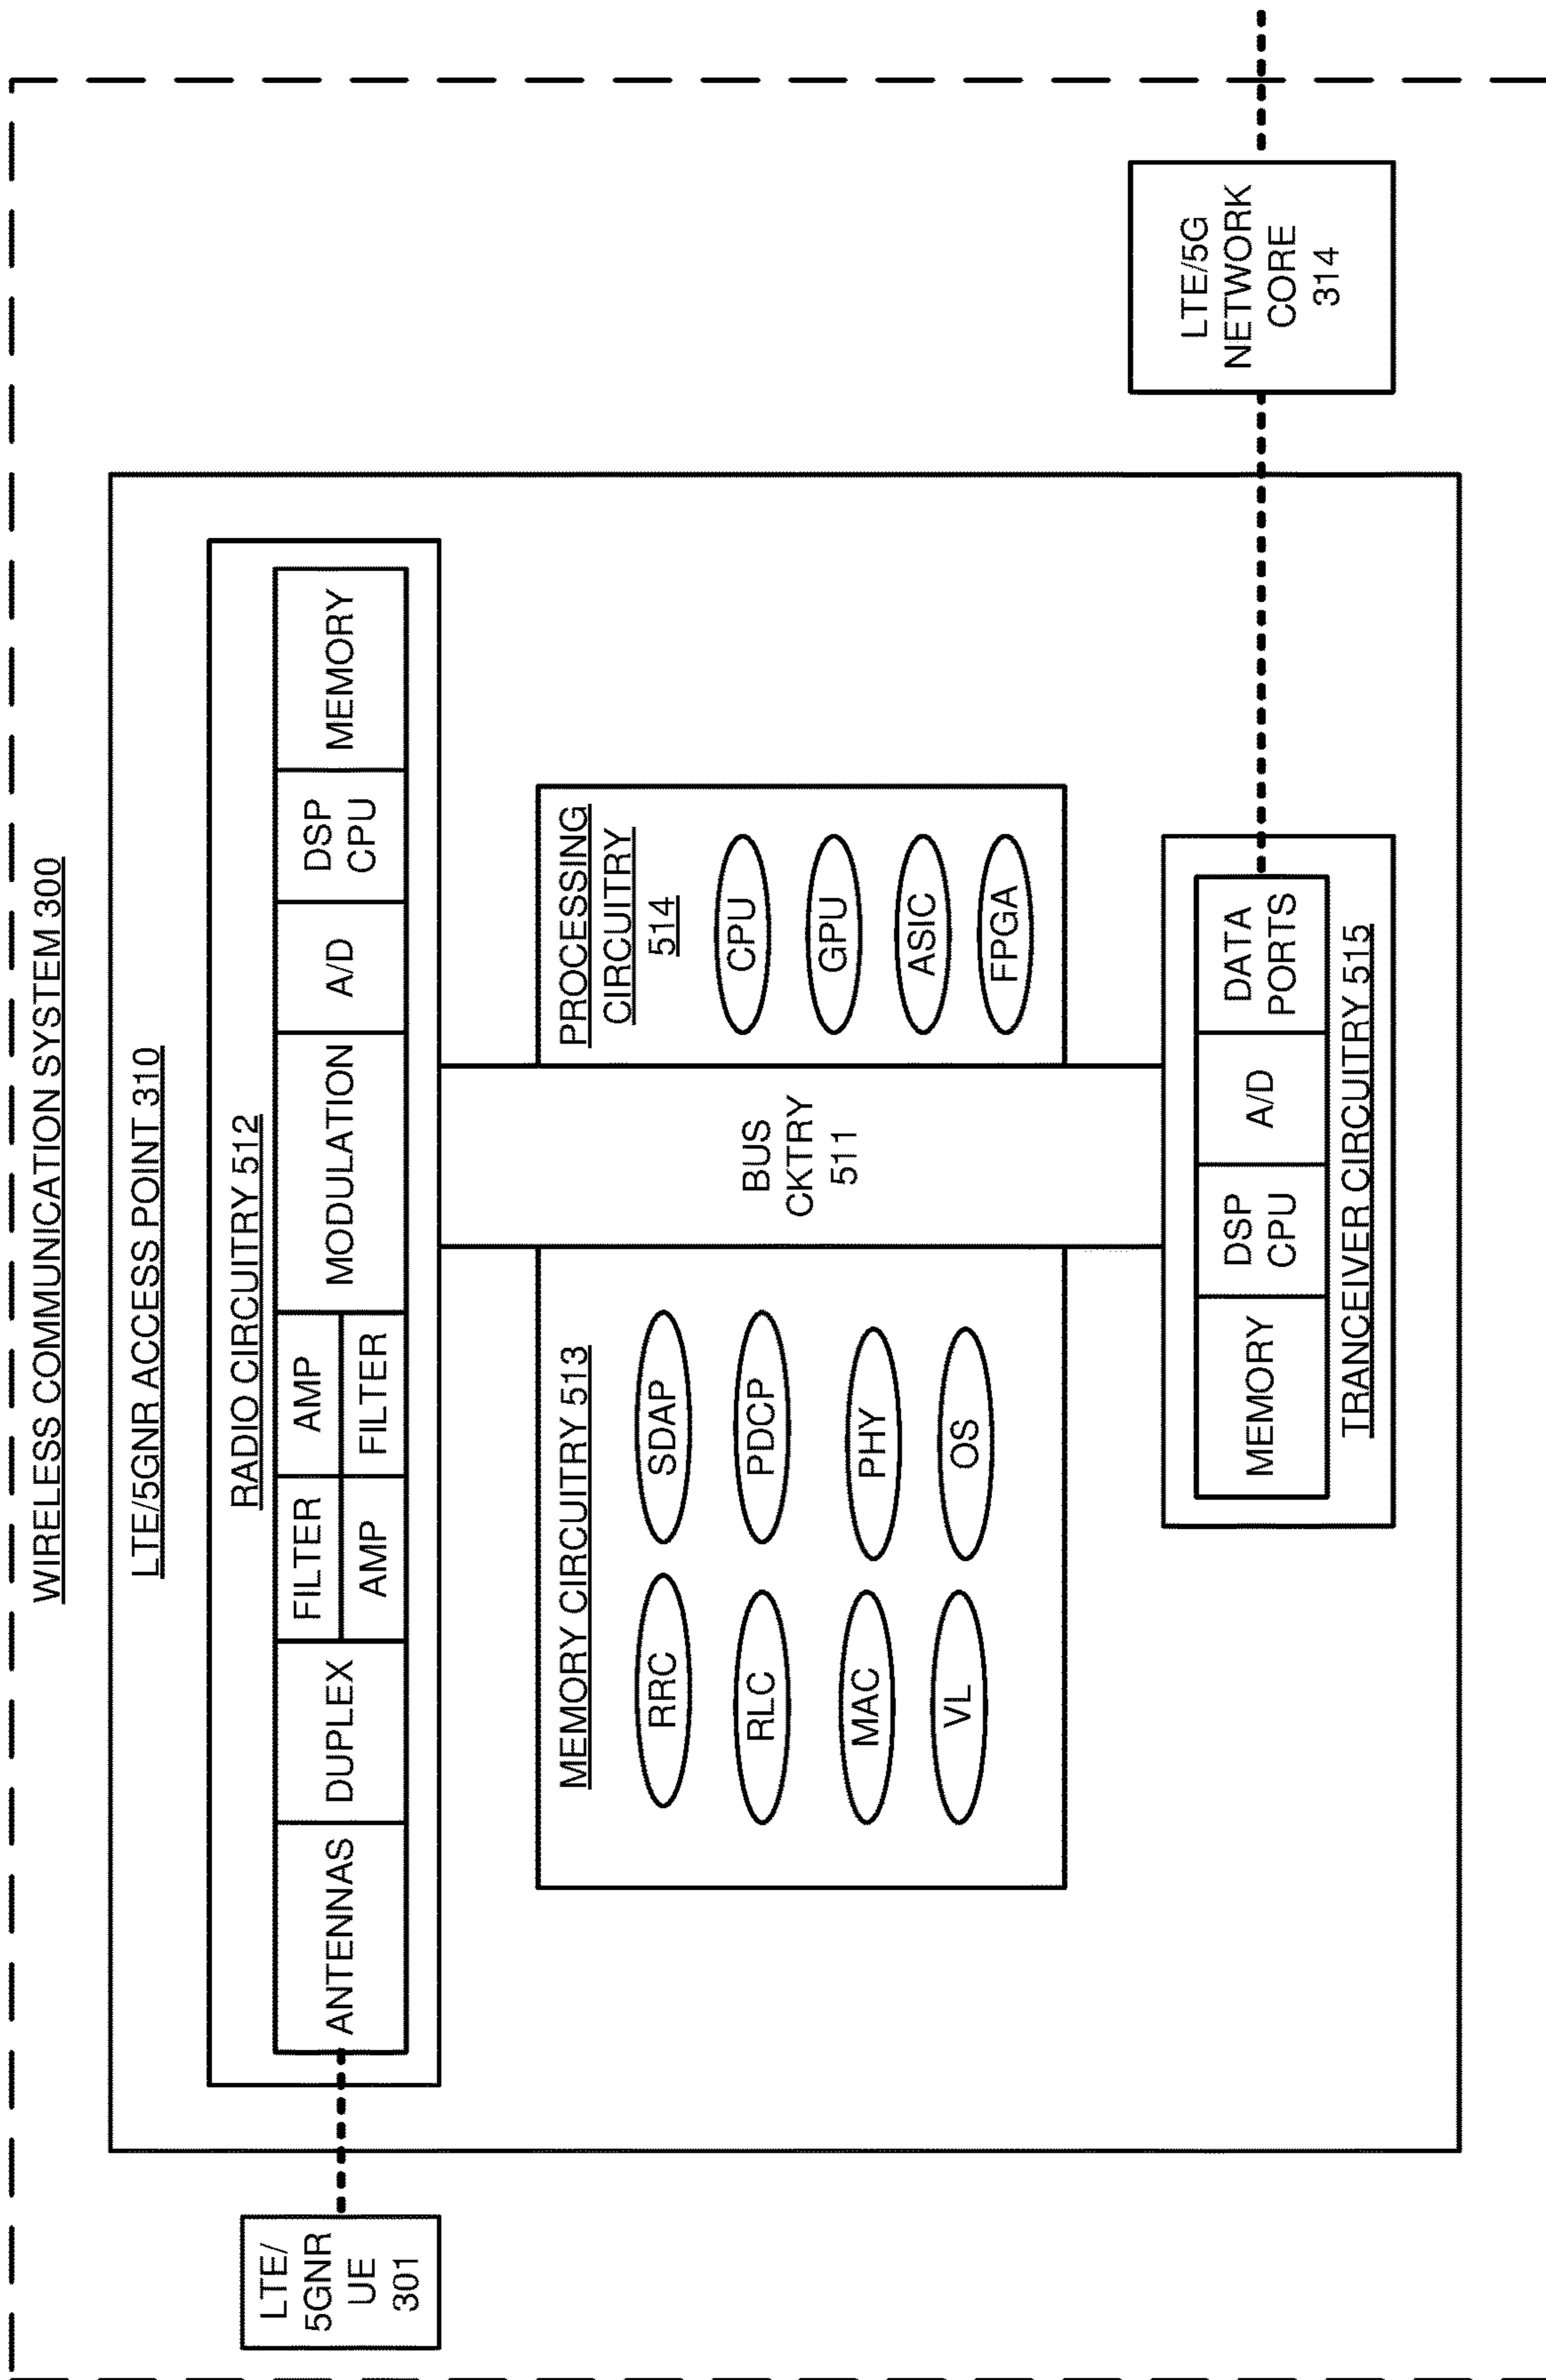 WIRELESS COMMUNICATION SYSTEM 300
LTE/5GNR ACCESS POINT 310
RADIO CIRCUITRY 512
LTE/
5GNR
UE
301
ANTENNAS
DUPLEX
FILTER
AMP
AMP
FILTER
MODULATION
A/D
DSP
CPU
MEMORY
MEMORY CIRCUITRY 513
RRC
SDAP
RLC
PDCP
MAC
PHY
VL
OS
BUS
CKTRY
511
PROCESSING
CIRCUITRY
514
CPU
GPU
ASIC
FPGA
MEMORY
DSP
CPU
A/D
DATA
PORTS
TRANCEIVER CIRCUITRY 515
LTE/5G
NETWORK
CORE
314